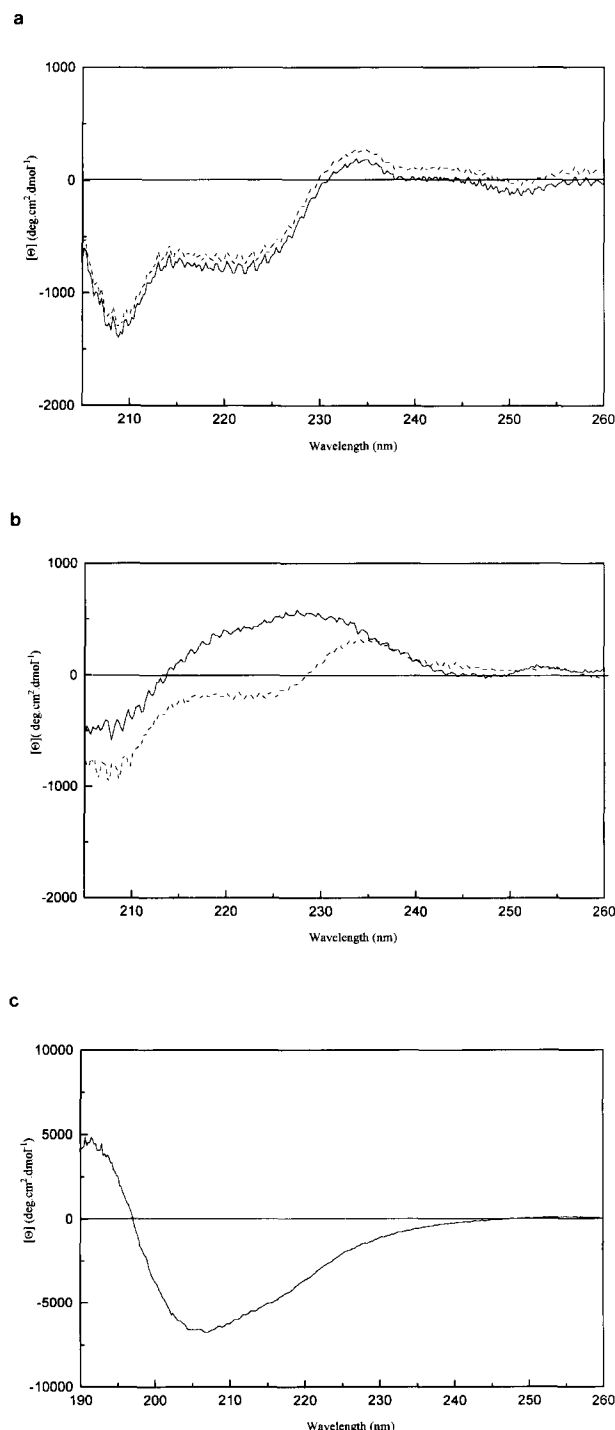 a
1000
0
-1000
-2000
[Θ] (deg.cm².dmol⁻¹)
210 220 230 240 250 260
Wavelength (nm)
b
1000
0
-1000
-2000
[Θ]( deg.cm².dmol⁻¹)
210 220 230 240 250 260
Wavelength (nm)
c
10000
5000
0
-5000
-10000
[Θ] (deg.cm².dmol⁻¹)
190 200 210 220 230 240 250 260
Wavelength (nm)